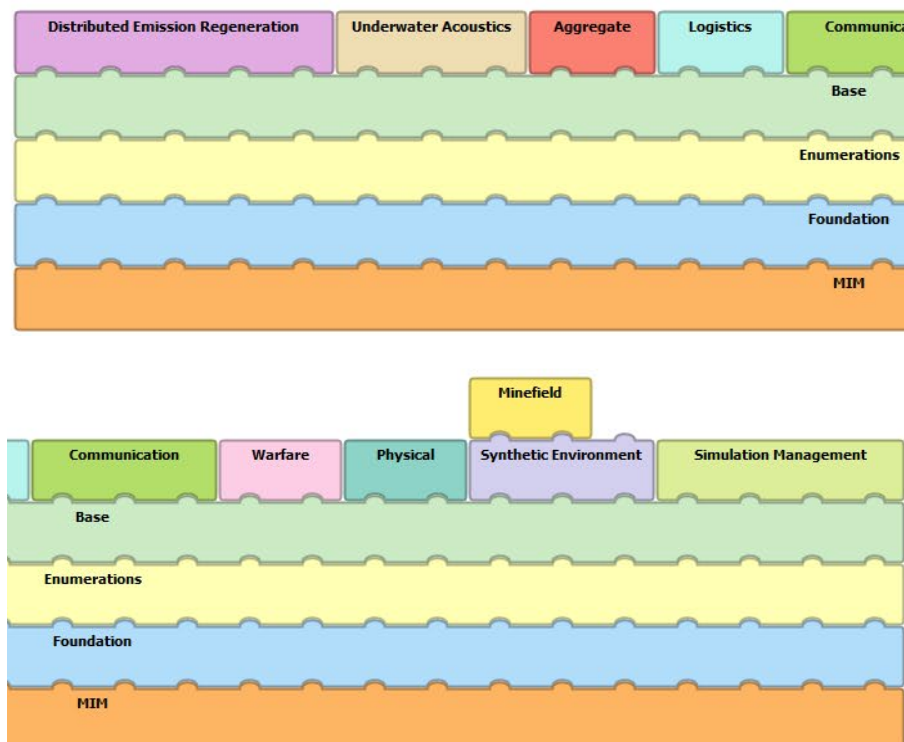 Distributed Emission Regeneration Underwater Acoustics Aggregate Logistics Communica
Base
Enumerations
Foundation
MIM
Minefield
Communication Warfare Physical Synthetic Environment Simulation Management
Base
Enumerations
Foundation
MIM